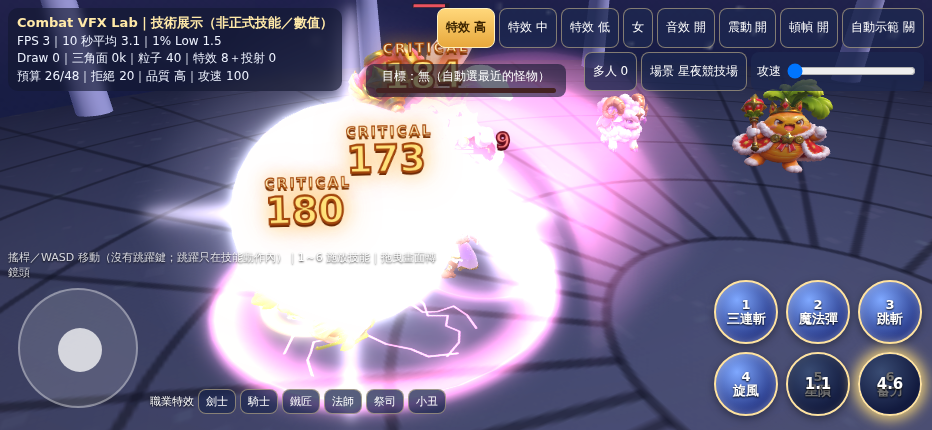 Combat VFX Lab｜技術展示（非正式技能／數值）
FPS 3｜10 秒平均 3.1｜1% Low 1.5
Draw 0｜三角面 0k｜粒子 40｜特效 8＋投射 0
預算 26/48｜拒絕 20｜品質 高｜攻速 100
特效 高
特效 中
特效 低
女
音效 開
震動 開
頓幀 開
自動示範 關
多人 0
場景 星夜競技場
攻速
CRITICAL
184
目標：無（自動選最近的怪物）
CRITICAL
173
9
CRITICAL
180
搖桿／WASD 移動（沒有跳躍鍵；跳躍只在技能動作內）｜1～6 施放技能｜拖曳畫面轉
鏡頭
1
三連斬
2
魔法彈
3
跳斬
4
旋風
5
1.1
星隕
6
4.6
蓄力
職業特效
劍士
騎士
鐵匠
法師
祭司
小丑